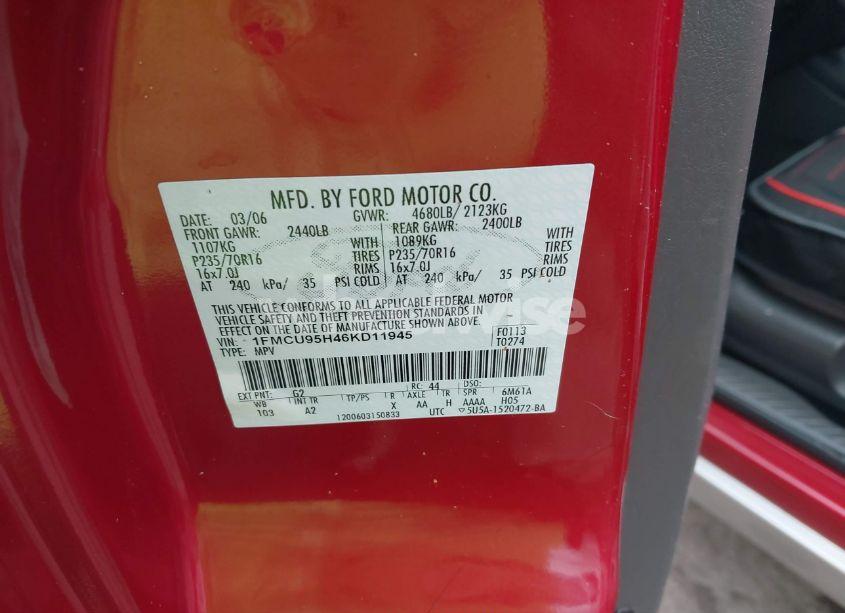 MFD. BY FORD MOTOR CO.
DATE: 03/06 GVWR: 4680LB/ 2123KG
FRONT GAWR: 2440LB REAR GAWR: 2400LB
1107KG WITH 1089KG WITH
P235/70R16 TIRES P235/70R16 TIRES
16x7.0J RIMS 16x7.0J RIMS
AT 240 kPa/ 35 PSI COLD AT 240 kPa/ 35 PSI COLD
THIS VEHICLE CONFORMS TO ALL APPLICABLE FEDERAL MOTOR
VEHICLE SAFETY AND THEFT PREVENTION STANDARDS IN
EFFECT ON THE DATE OF MANUFACTURE SHOWN ABOVE.
VIN: 1FMCU95H46KD11945 F0113
TYPE: MPV T0274
EXT PNT: G2 RC: 44 DSO:
WB INT TR TP/PS R AXLE TR SPR 6M61A
103 A2 X AA H AAAA H05
1200603150833 UTC ▽5U5A-1520472-BA